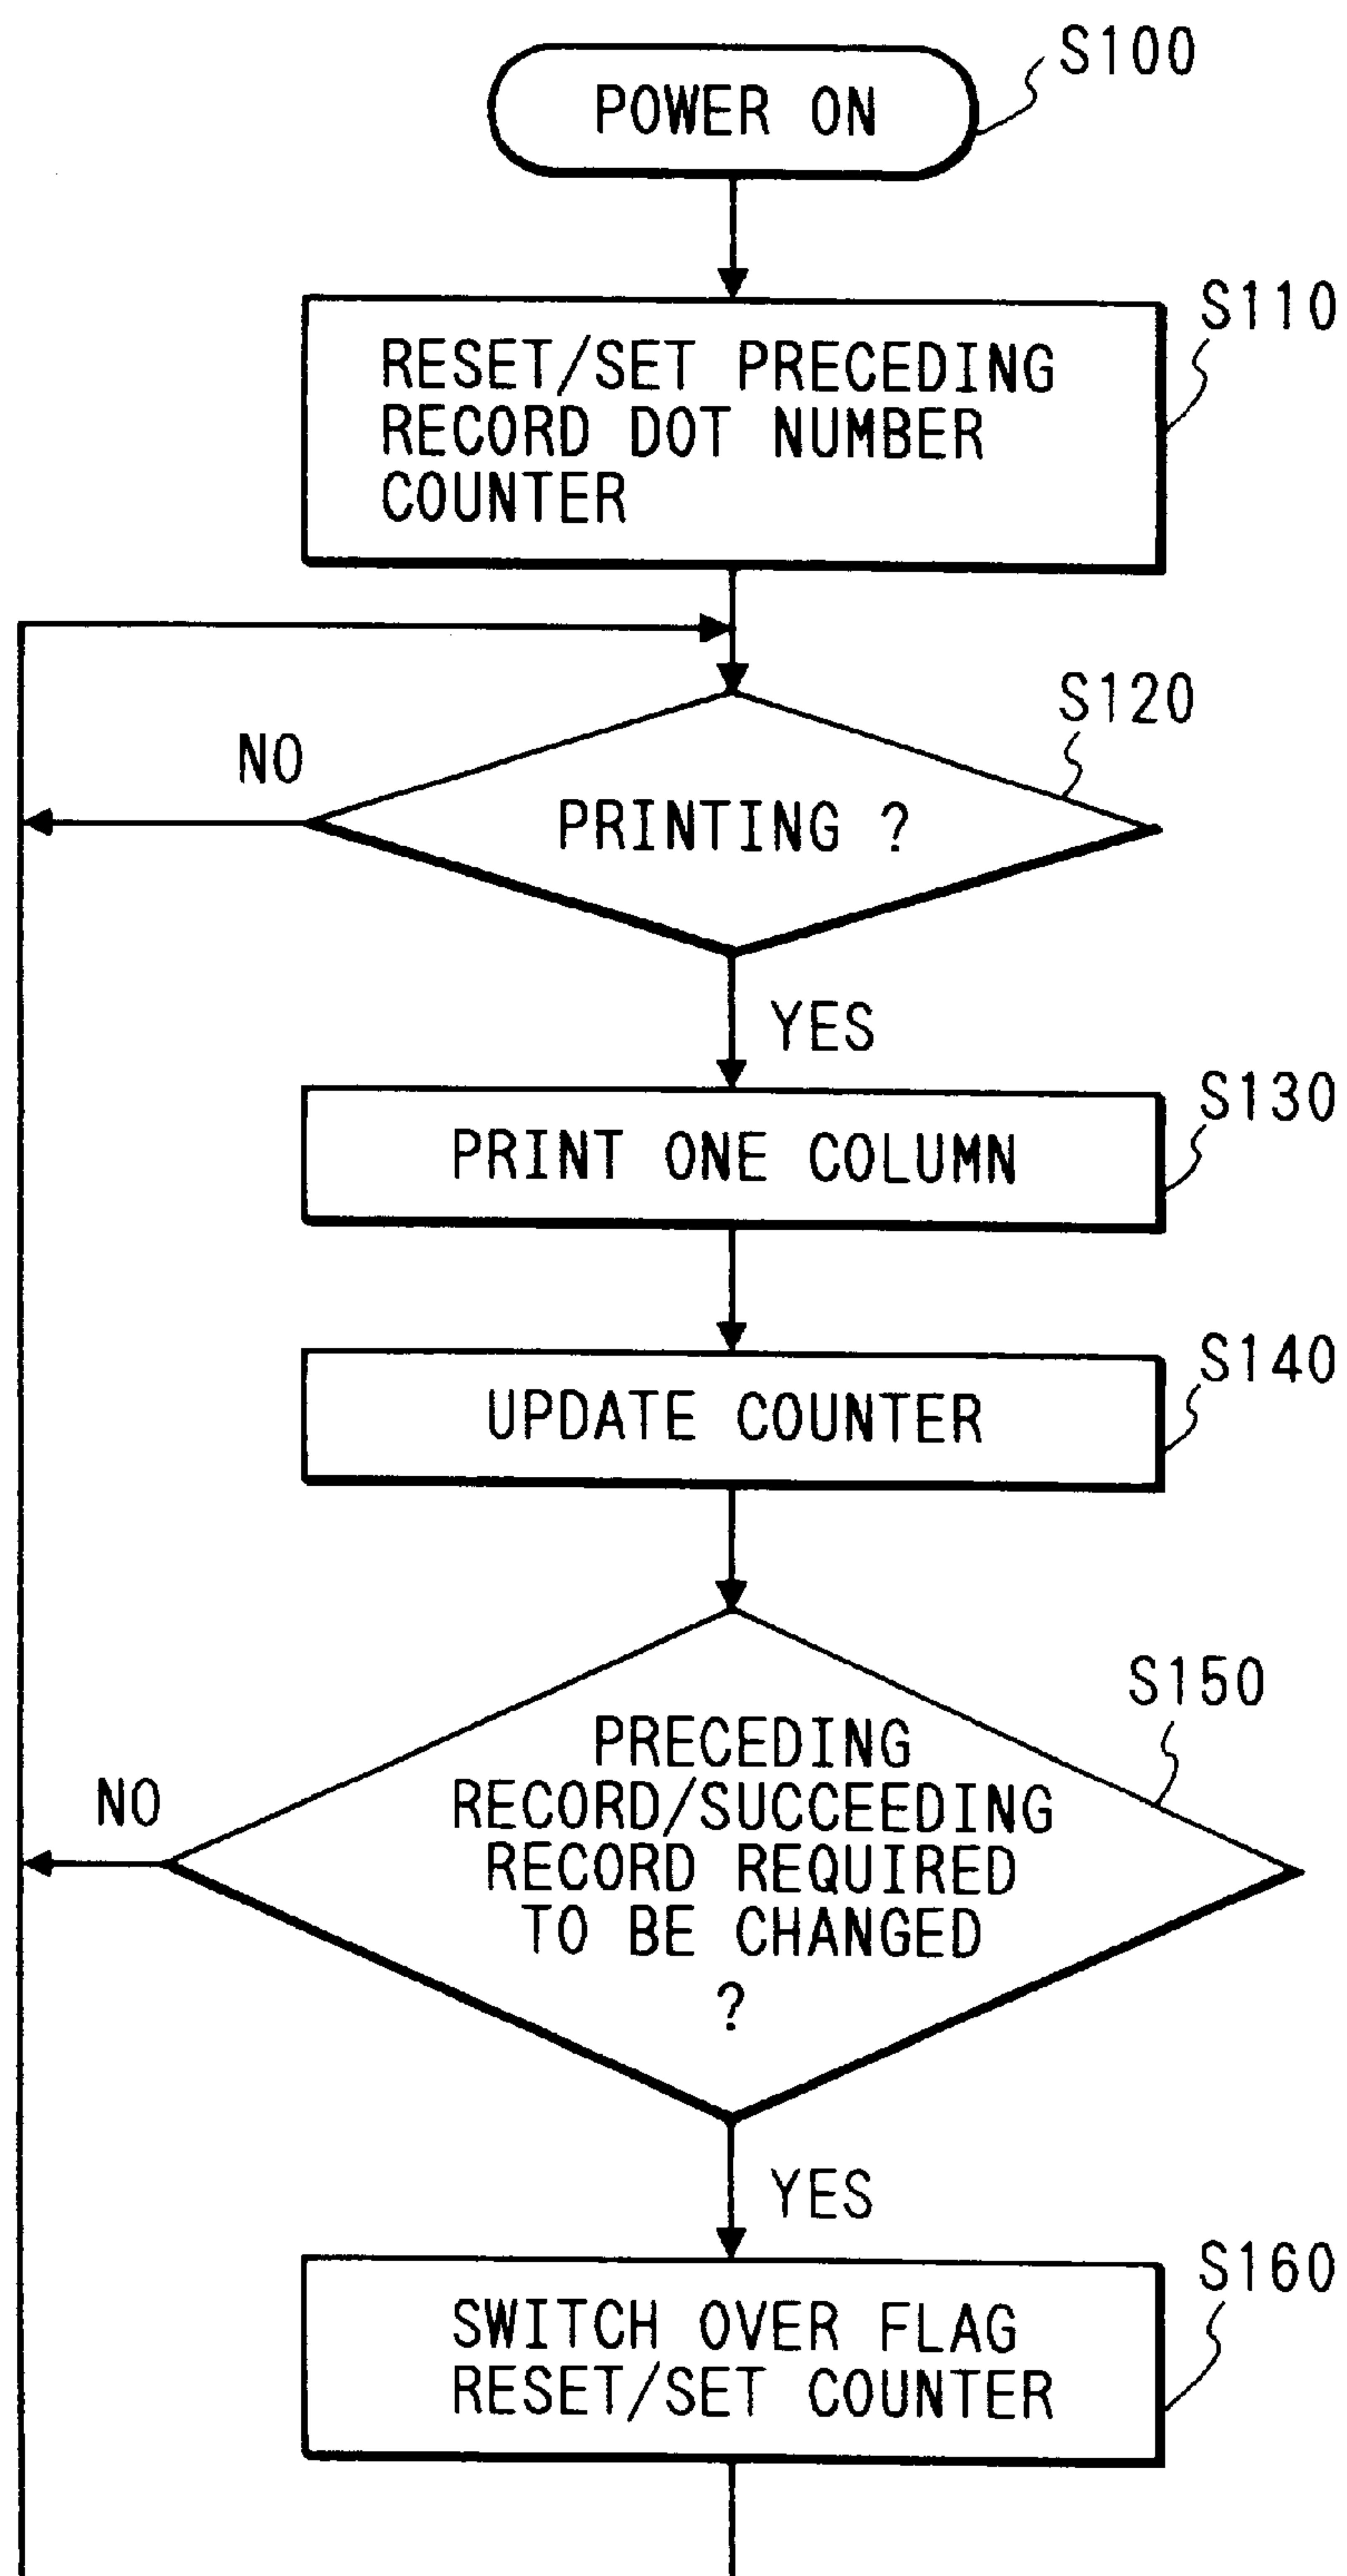 S100
POWER ON
S110
RESET/SET PRECEDING
RECORD DOT NUMBER
COUNTER
S120
NO
PRINTING ?
YES
S130
PRINT ONE COLUMN
S140
UPDATE COUNTER
S150
PRECEDING
RECORD/SUCCEEDING
RECORD REQUIRED
TO BE CHANGED
?
NO
YES
S160
SWITCH OVER FLAG
RESET/SET COUNTER